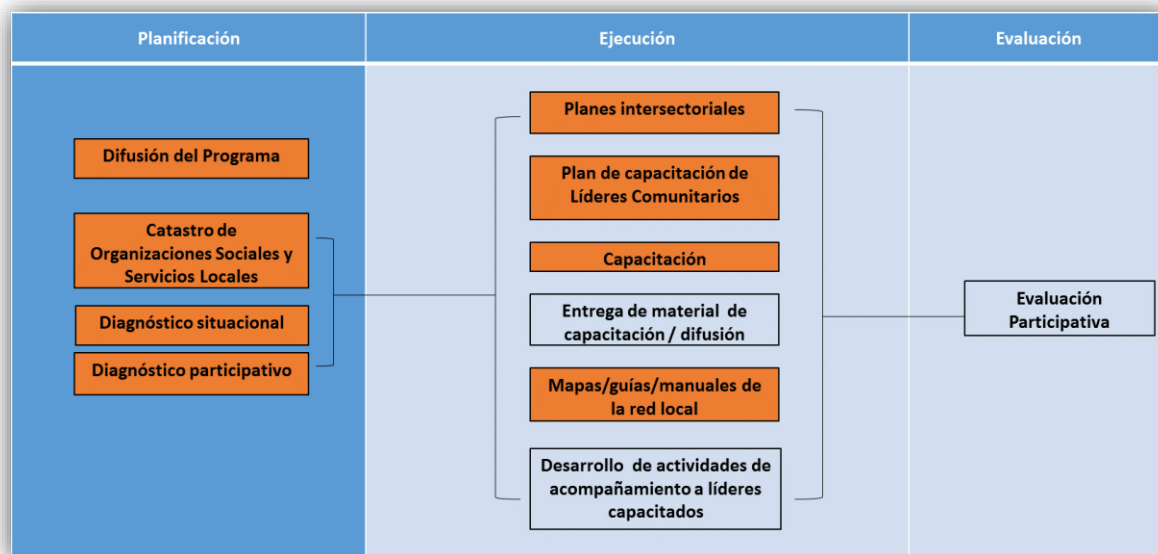 Planificación
Ejecución
Evaluación
Difusión del Programa
Catastro de
Organizaciones Sociales y
Servicios Locales
Diagnóstico situacional
Diagnóstico participativo
Planes intersectoriales
Plan de capacitación de
Líderes Comunitarios
Capacitación
Entrega de material de
capacitación / difusión
Mapas/guías/manuales de
la red local
Desarrollo de actividades de
acompañamiento a líderes
capacitados
Evaluación
Participativa